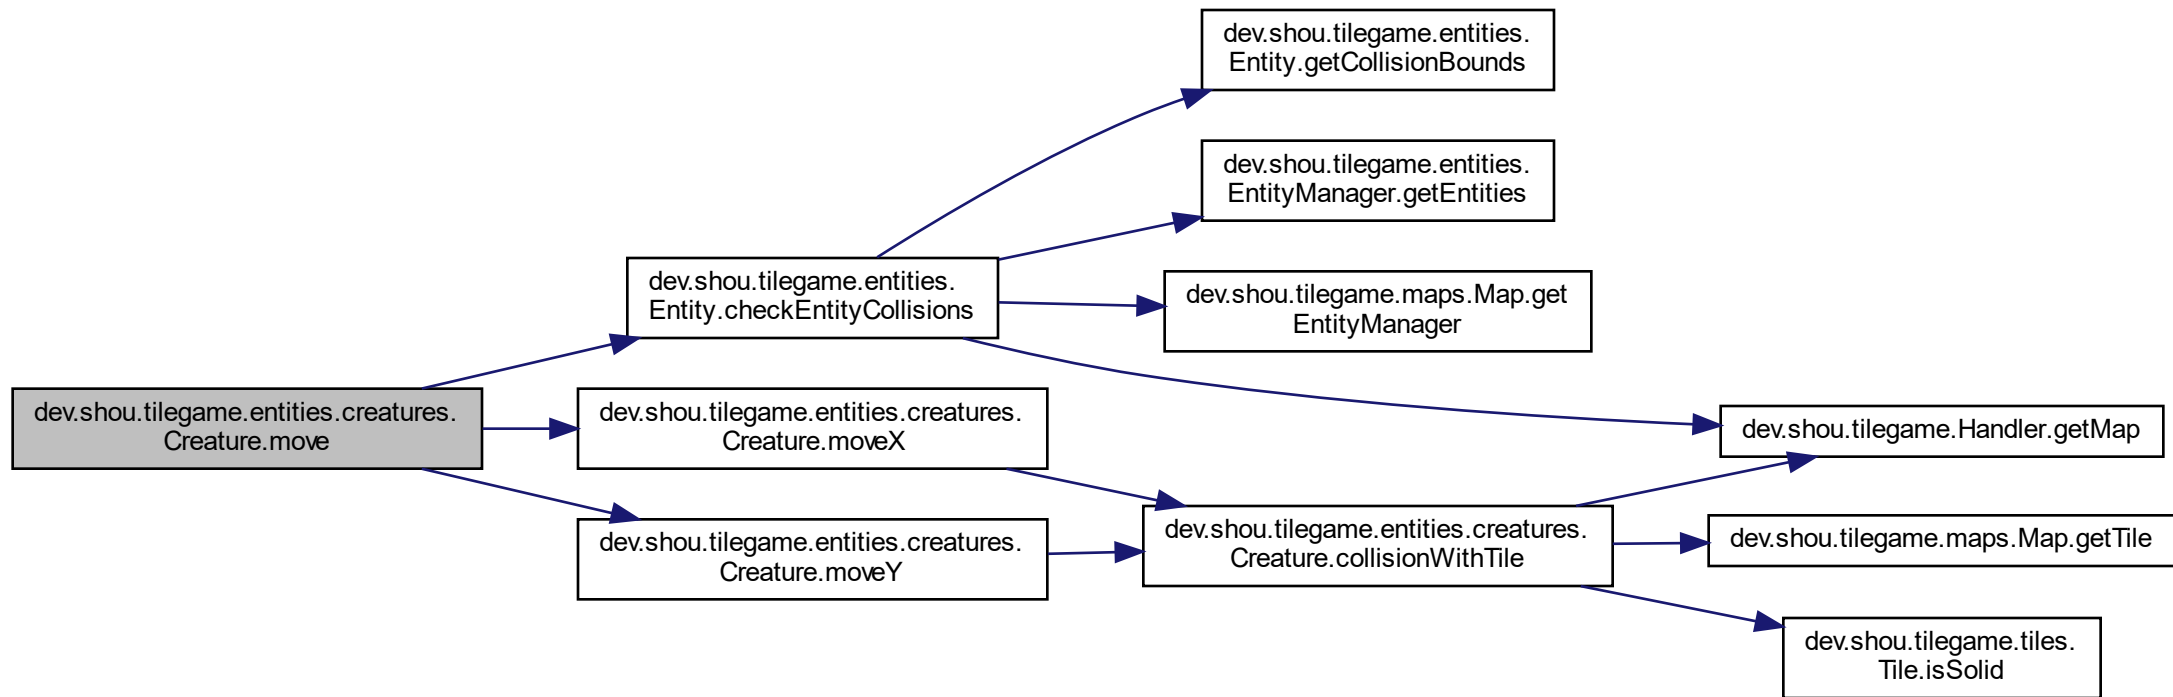 dev.shou.tilegame.entities.
Entity.getCollisionBounds
dev.shou.tilegame.entities.
EntityManager.getEntities
dev.shou.tilegame.entities.
Entity.checkEntityCollisions
dev.shou.tilegame.maps.Map.get
EntityManager
dev.shou.tilegame.entities.creatures.
Creature.move
dev.shou.tilegame.entities.creatures.
Creature.moveX
dev.shou.tilegame.Handler.getMap
dev.shou.tilegame.entities.creatures.
Creature.moveY
dev.shou.tilegame.entities.creatures.
Creature.collisionWithTile
dev.shou.tilegame.maps.Map.getTile
dev.shou.tilegame.tiles.
Tile.isSolid